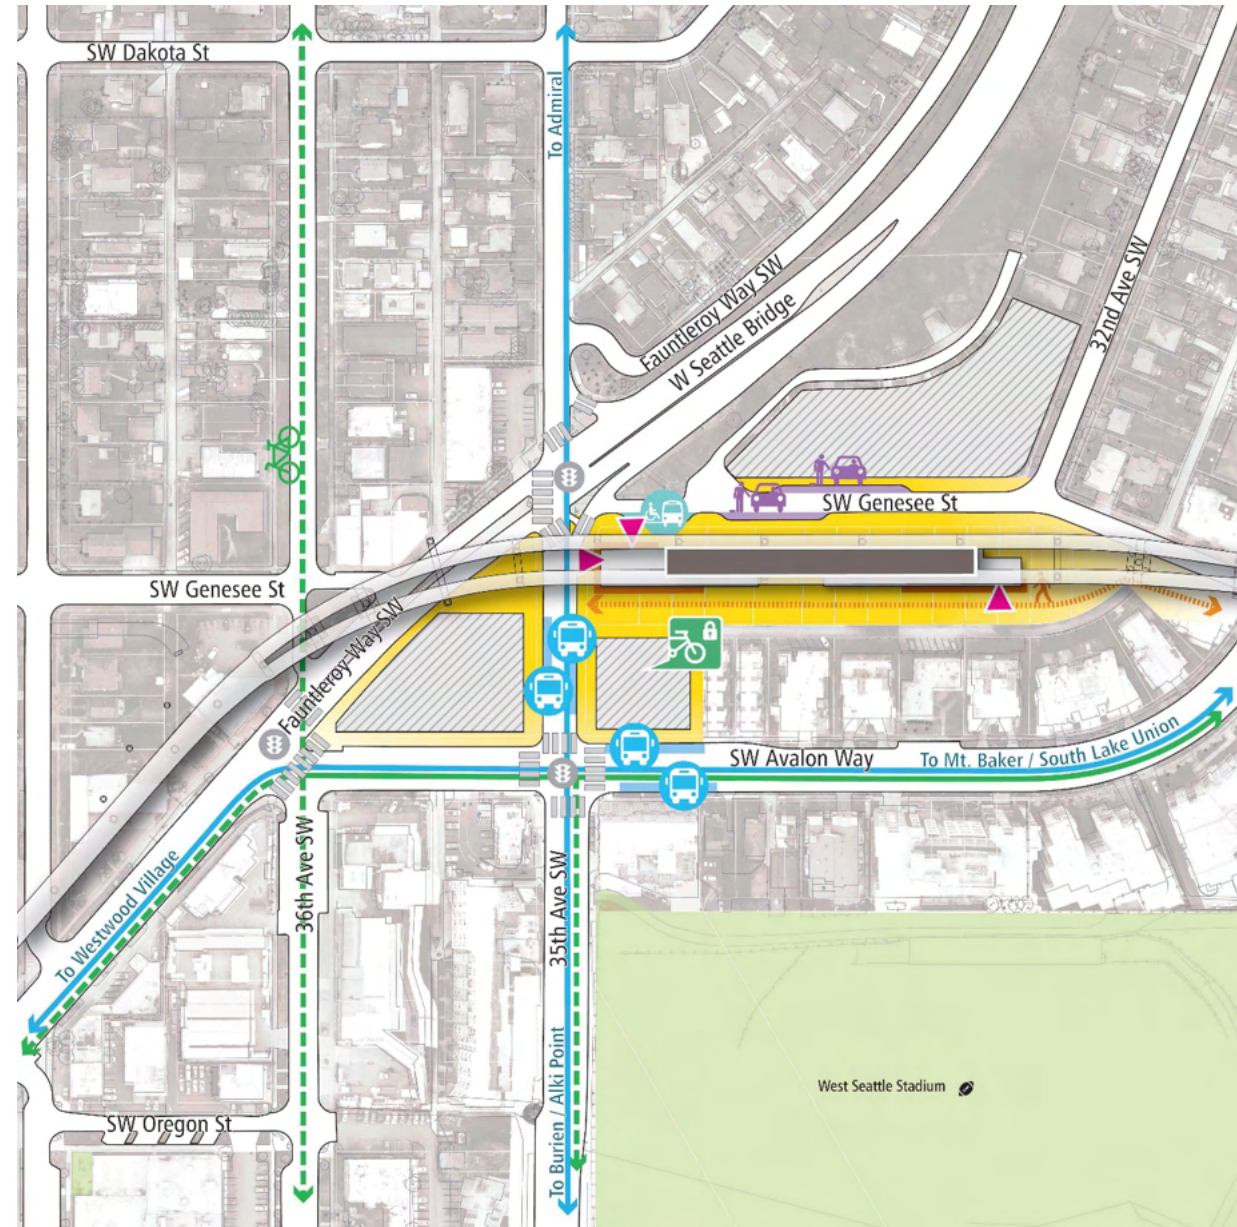 SW Dakota St
To Admiral
Fauntleroy Way SW
W Seattle Bridge
32nd Ave SW
SW Genesee St
SW Genesee St
Fauntleroy Way SW
SW Avalon Way
To Mt. Baker / South Lake Union
To Westwood Village
36th Ave SW
35th Ave SW
To Burien / Alki Point
West Seattle Stadium
SW Oregon St